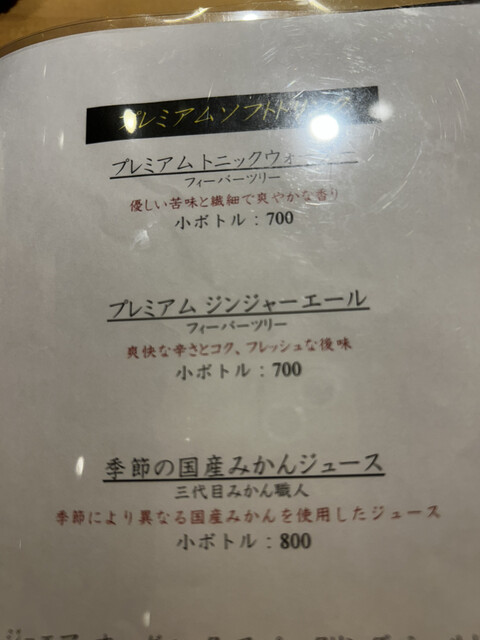 プレミアムソフトドリンク
プレミアム トニックウォーター
フィーバーツリー
優しい苦味と繊細で爽やかな香り
小ボトル：700
プレミアム ジンジャーエール
フィーバーツリー
爽快な辛さとコク、フレッシュな後味
小ボトル：700
季節の国産みかんジュース
三代目みかん職人
季節により異なる国産みかんを使用したジュース
小ボトル：800